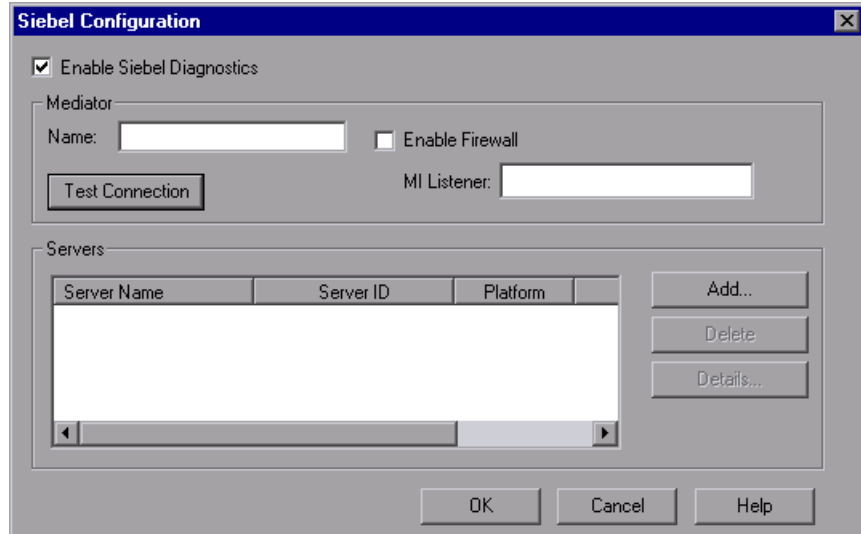 Siebel Configuration
Enable Siebel Diagnostics
Mediator
Name:
Enable Firewall
Test Connection
MI Listener:
Servers
Server Name Server ID Platform
Add...
Delete
Details...
OK Cancel Help